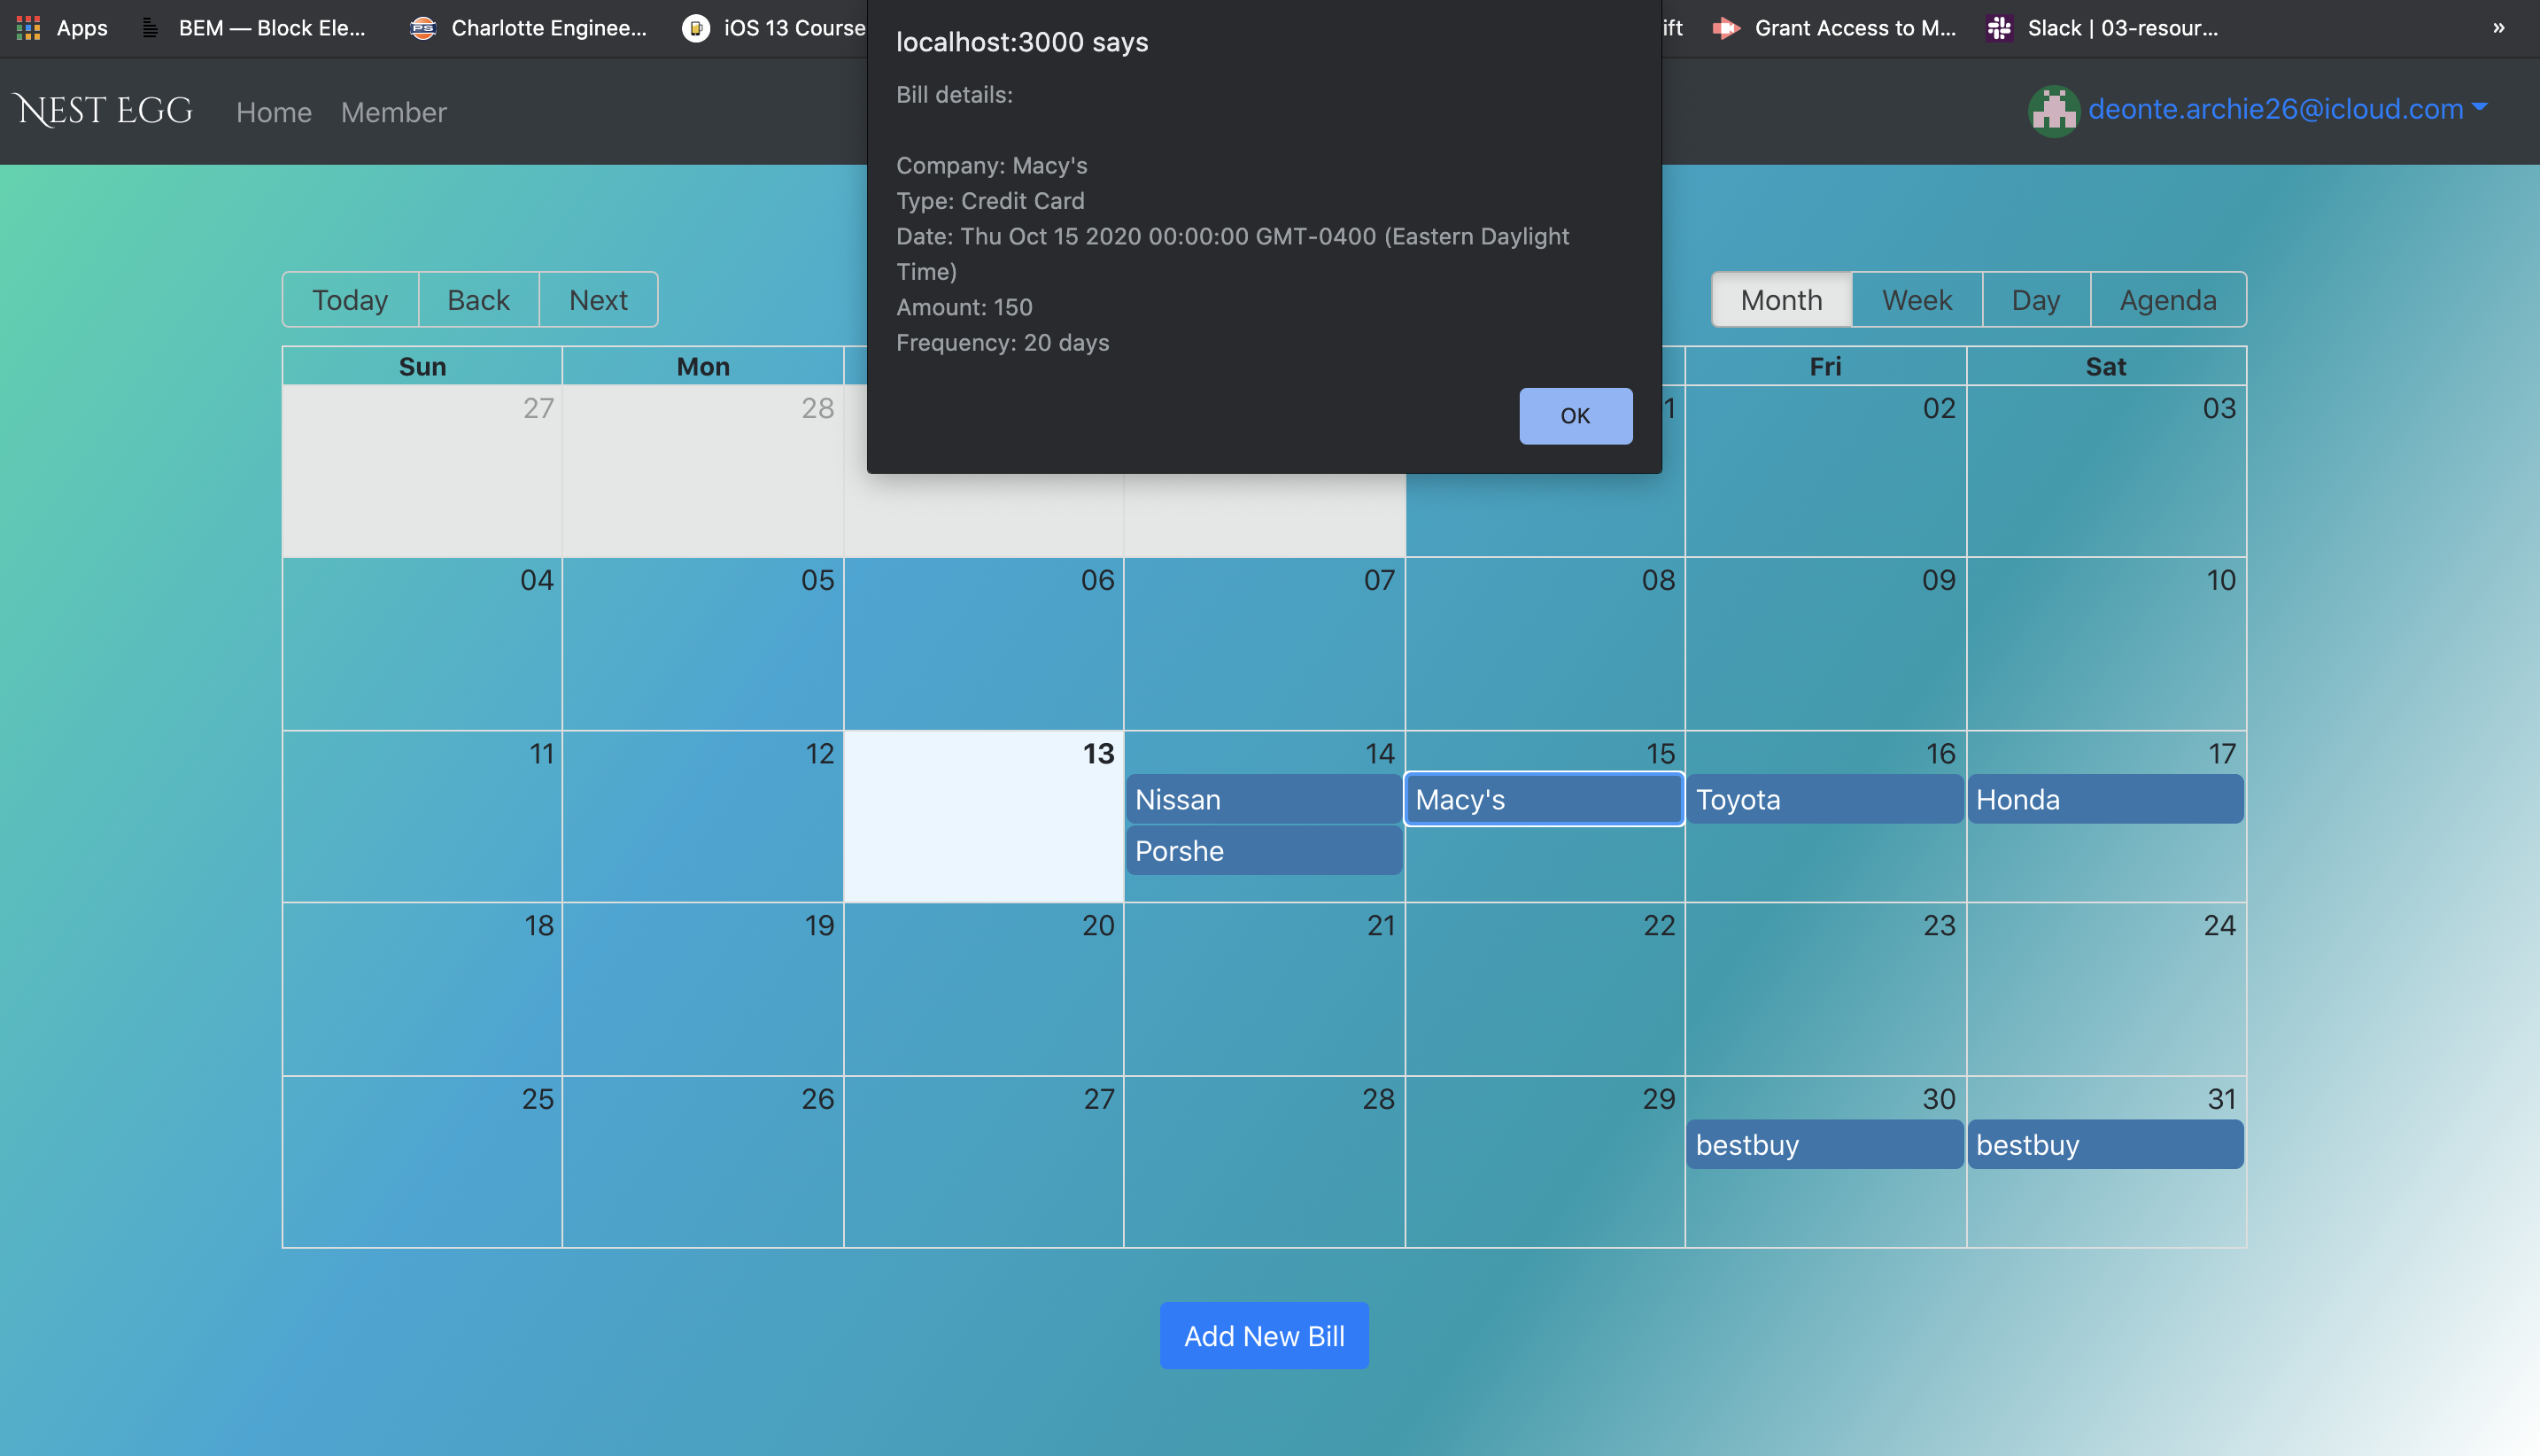 Apps BEM — Block Ele... Charlotte Enginee... iOS 13 Course ift Grant Access to M... Slack | 03-resour... »
localhost:3000 says
Bill details:
Company: Macy's
Type: Credit Card
Date: Thu Oct 15 2020 00:00:00 GMT-0400 (Eastern Daylight
Time)
Amount: 150
Frequency: 20 days
OK
NEST EGG Home Member deonte.archie26@icloud.com
Today Back Next Month Week Day Agenda
Sun Mon Fri Sat
27 28 1 02 03
04 05 06 07 08 09 10
11 12 13 14 15 16 17
Nissan Macy's Toyota Honda
Porshe
18 19 20 21 22 23 24
25 26 27 28 29 30 31
bestbuy bestbuy
Add New Bill